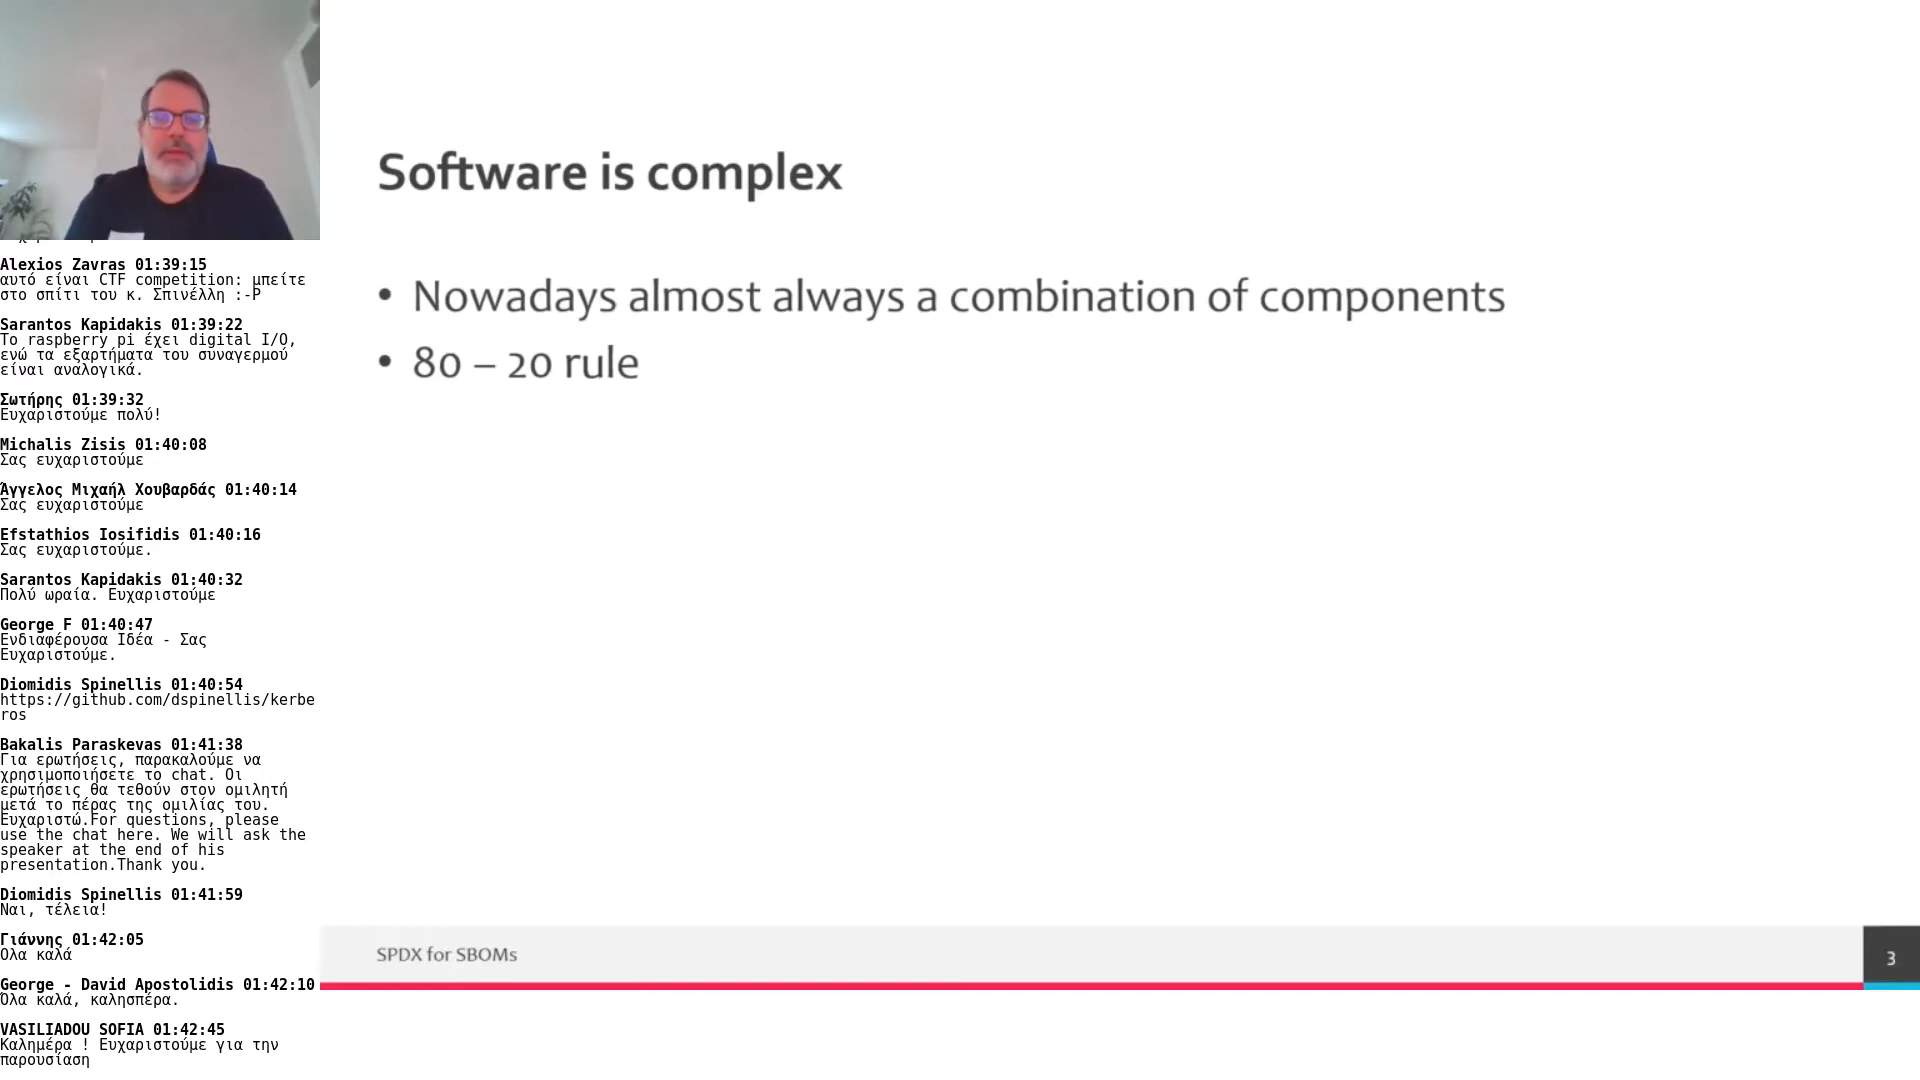 Alexios Zavras 01:39:15
αυτό είναι CTF competition: μπείτε
στο σπίτι του κ. Σπινέλλη :-P
Sarantos Kapidakis 01:39:22
Το raspberry pi έχει digital I/O,
ενώ τα εξαρτήματα του συναγερμού
είναι αναλογικά.
Σωτήρης 01:39:32
Ευχαριστούμε πολύ!
Michalis Zisis 01:40:08
Σας ευχαριστούμε
Άγγελος Μιχαήλ Χουβαρδάς 01:40:14
Σας ευχαριστούμε
Efstathios Iosifidis 01:40:16
Σας ευχαριστούμε.
Sarantos Kapidakis 01:40:32
Πολύ ωραία. Ευχαριστούμε
George F 01:40:47
Ενδιαφέρουσα Ιδέα - Σας
Ευχαριστούμε.
Diomidis Spinellis 01:40:54
https://github.com/dspinellis/kerbe
ros
Bakalis Paraskevas 01:41:38
Για ερωτήσεις, παρακαλούμε να
χρησιμοποιήσετε το chat. Οι
ερωτήσεις θα τεθούν στον ομιλητή
μετά το πέρας της ομιλίας του.
Ευχαριστώ.For questions, please
use the chat here. We will ask the
speaker at the end of his
presentation.Thank you.
Diomidis Spinellis 01:41:59
Ναι, τέλεια!
Γιάννης 01:42:05
Όλα καλά
George - David Apostolidis 01:42:10
Όλα καλά, καλησπέρα.
VASILIADOU SOFIA 01:42:45
Καλημέρα ! Ευχαριστούμε για την
παρουσίαση
Software is complex
• Nowadays almost always a combination of components
• 80 – 20 rule
SPDX for SBOMs
3